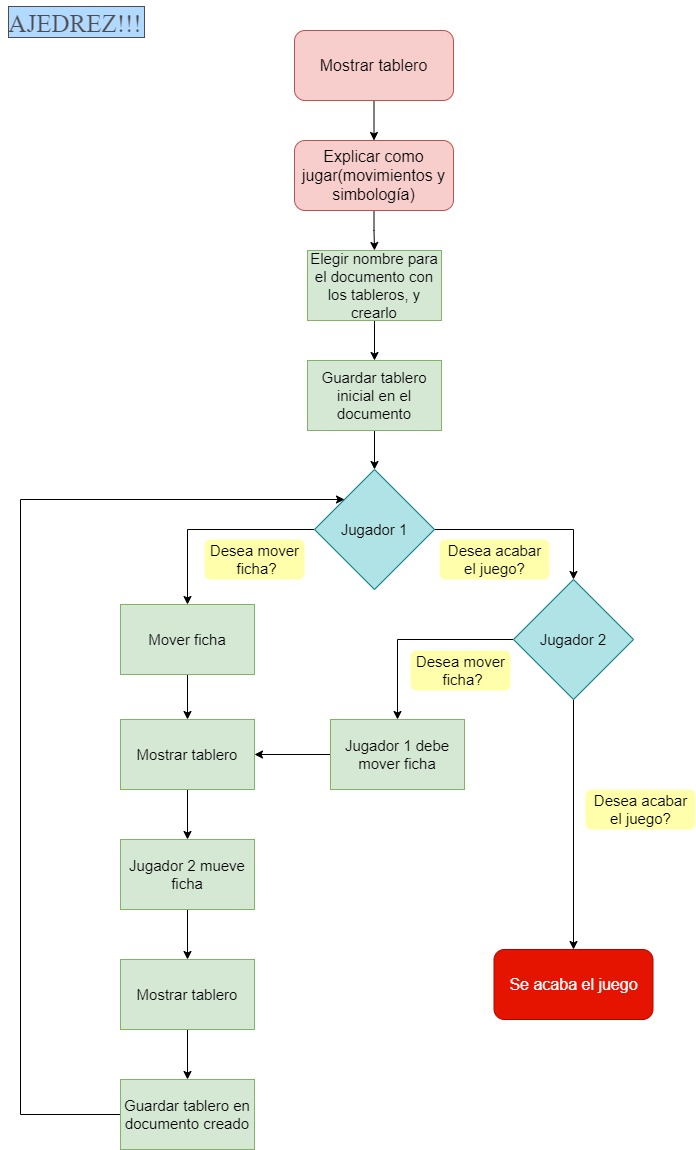 AJEDREZ!!!
Mostrar tablero
Explicar como
jugar(movimientos y
simbología)
Elegir nombre para
el documento con
los tableros, y
crearlo
Guardar tablero
inicial en el
documento
Jugador 1
Desea mover
ficha?
Desea acabar
el juego?
Mover ficha
Jugador 2
Desea mover
ficha?
Mostrar tablero
Jugador 1 debe
mover ficha
Desea acabar
el juego?
Jugador 2 mueve
ficha
Mostrar tablero
Se acaba el juego
Guardar tablero en
documento creado